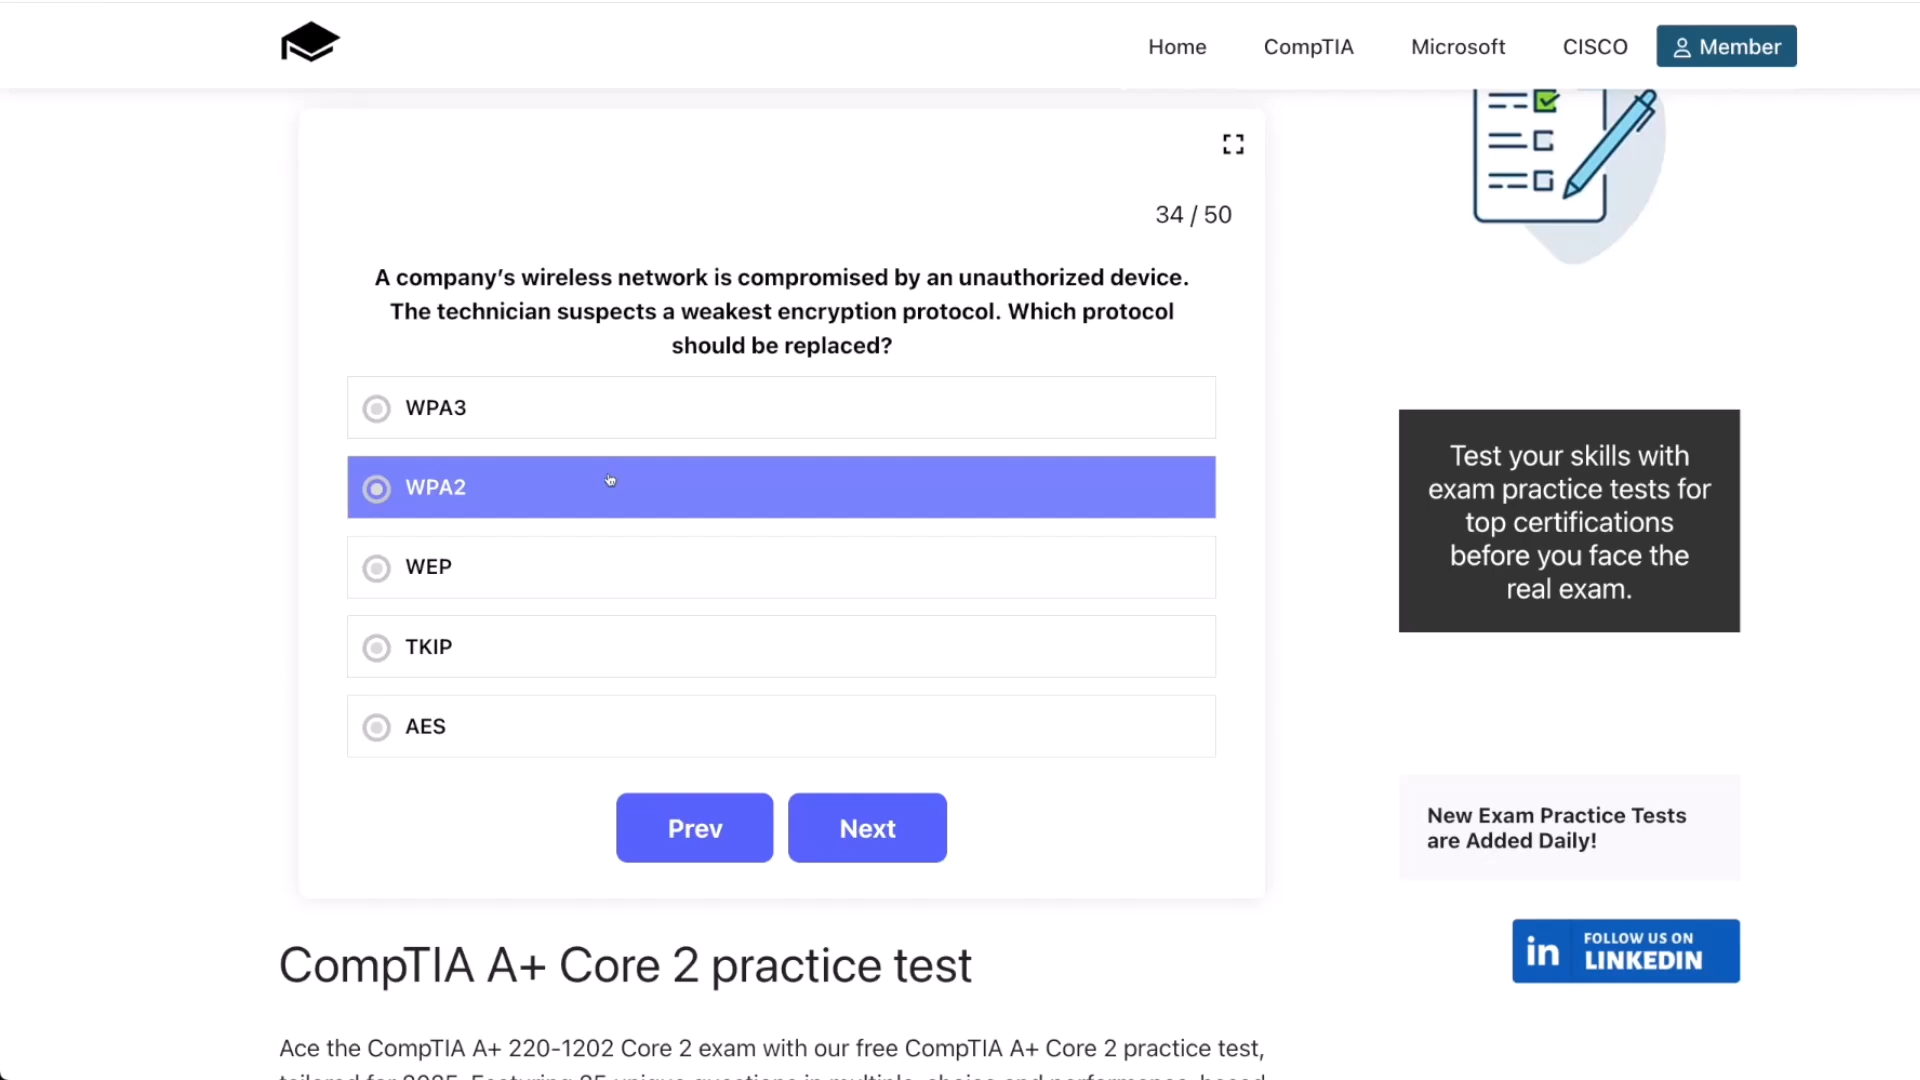 Home CompTIA Microsoft CISCO Member
34 / 50
A company's wireless network is compromised by an unauthorized device.
The technician suspects a weakest encryption protocol. Which protocol
should be replaced?
WPA3
WPA2
WEP
TKIP
AES
Prev Next
Test your skills with
exam practice tests for
top certifications
before you face the
real exam.
New Exam Practice Tests
are Added Daily!
in FOLLOW US ON
LINKEDIN
CompTIA A+ Core 2 practice test
Ace the CompTIA A+ 220-1202 Core 2 exam with our free CompTIA A+ Core 2 practice test,